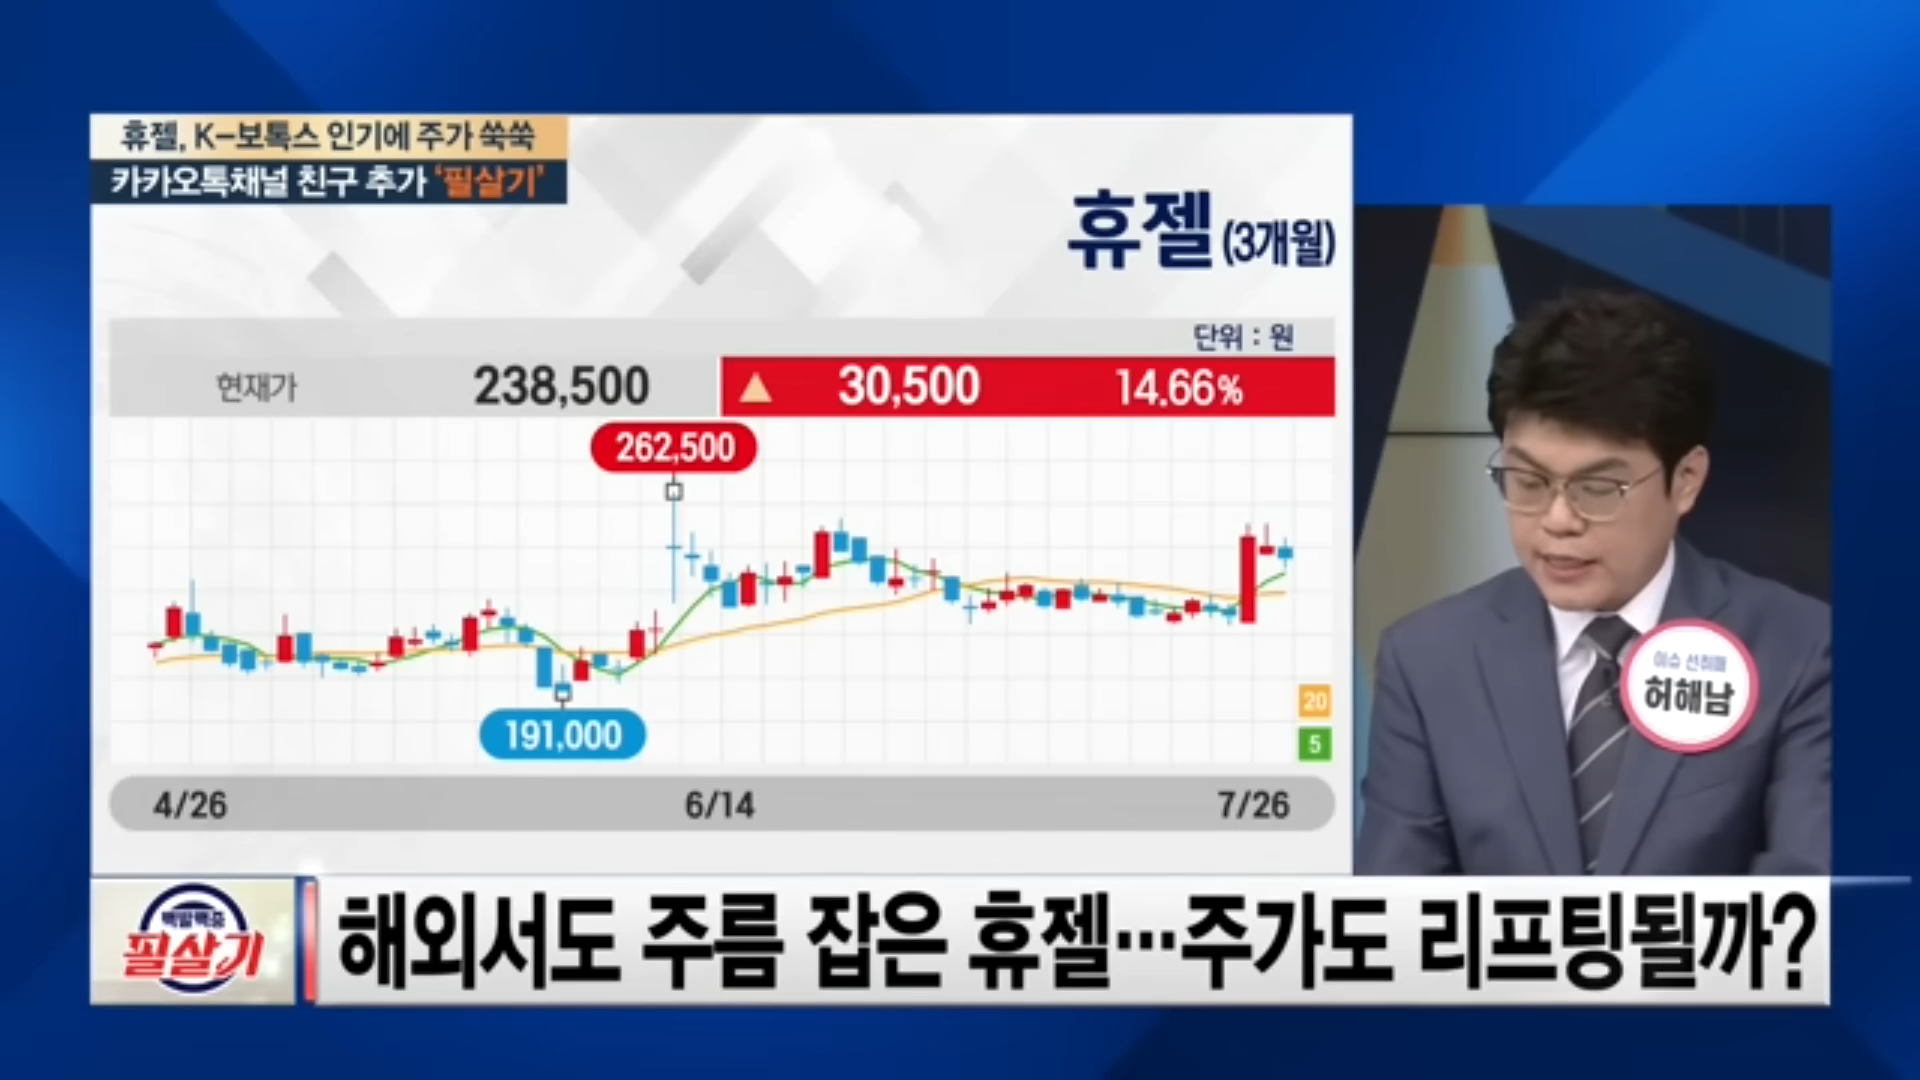 휴젤, K-보톡스 인기에 주가 쑥쑥
카카오톡채널 친구 추가 '필살기'
휴젤 (3개월)
단위 : 원
현재가 238,500 ▲ 30,500 14.66%
262,500
191,000
20
5
4/26 6/14 7/26
허해남
백발백중
필살기
해외서도 주름 잡은 휴젤…주가도 리프팅될까?